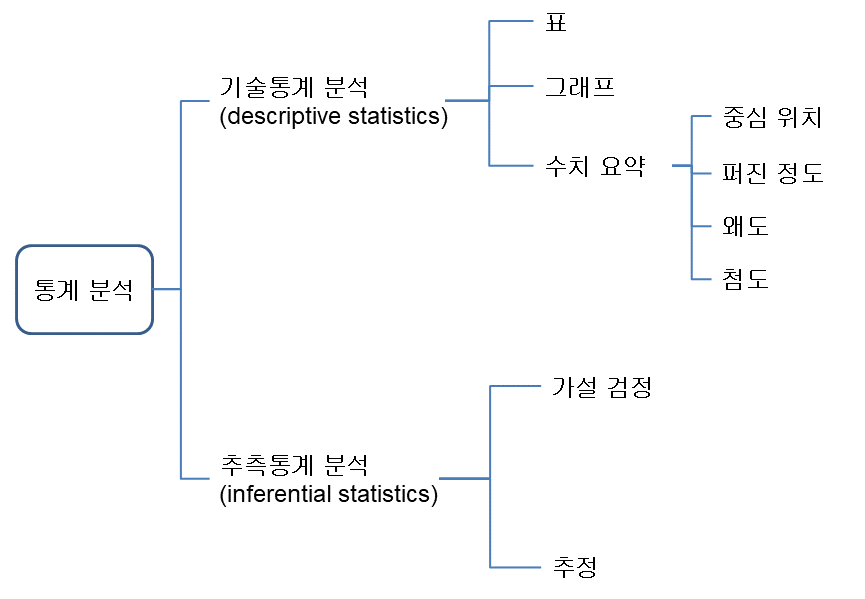 통계 분석
기술통계 분석
(descriptive statistics)
표
그래프
수치 요약
중심 위치
퍼진 정도
왜도
첨도
추측통계 분석
(inferential statistics)
가설 검정
추정